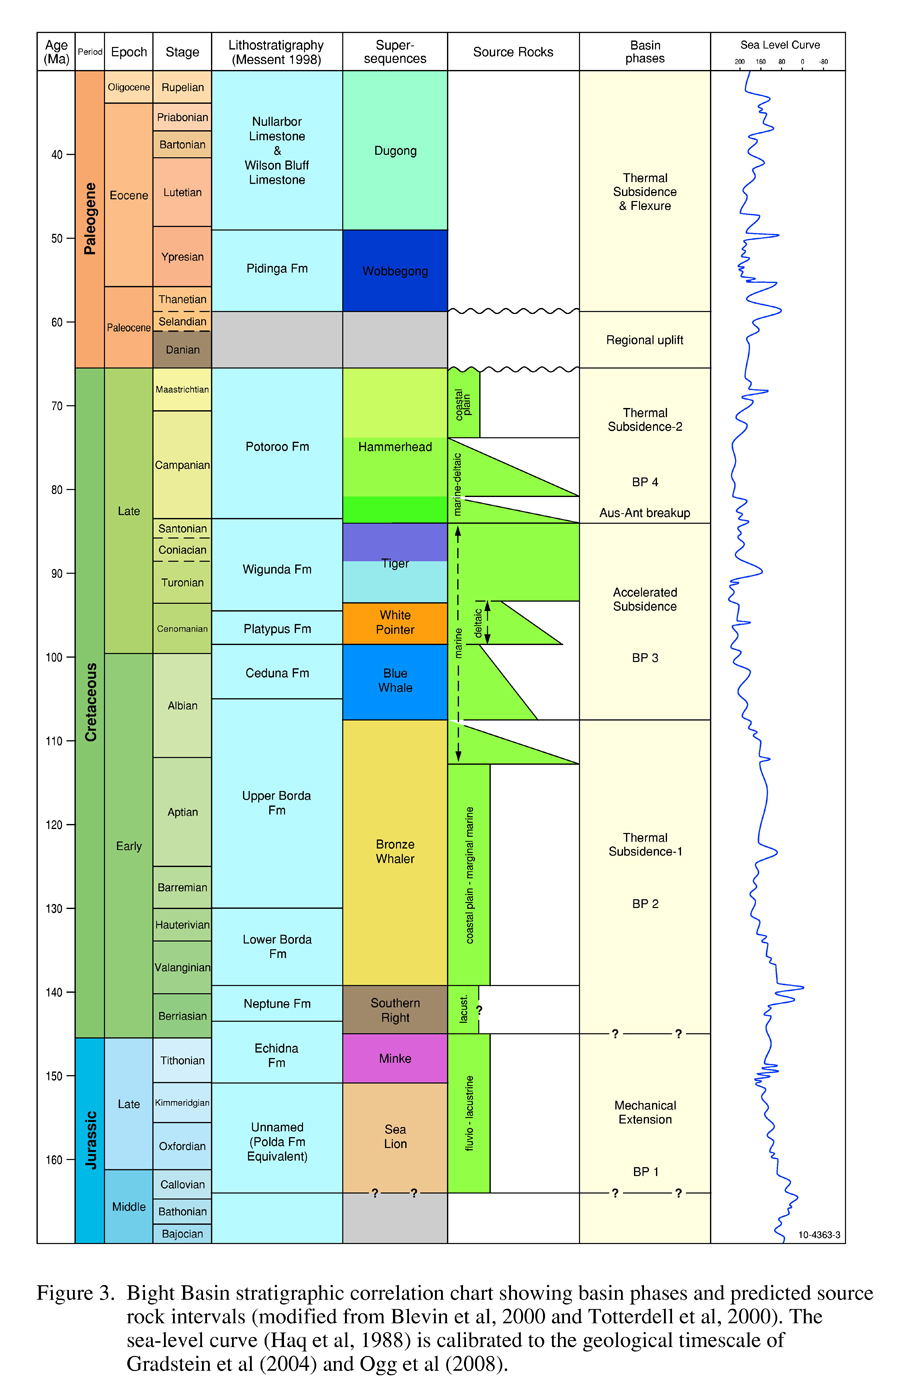 Age
(Ma)
Period
Epoch
Stage
Lithostratigraphy
(Messent 1998)
Super-
sequences
Source Rocks
Basin
phases
Sea Level Curve
200 160 80 0 -80
40
50
60
70
80
90
100
110
120
130
140
150
160
Paleogene
Cretaceous
Jurassic
Oligocene
Eocene
Paleocene
Late
Early
Late
Middle
Rupelian
Priabonian
Bartonian
Lutetian
Ypresian
Thanetian
Selandian
Danian
Maastrichtian
Campanian
Santonian
Coniacian
Turonian
Cenomanian
Albian
Aptian
Barremian
Hauterivian
Valanginian
Berriasian
Tithonian
Kimmeridgian
Oxfordian
Callovian
Bathonian
Bajocian
Nullarbor
Limestone
&
Wilson Bluff
Limestone
Pidinga Fm
Potoroo Fm
Wigunda Fm
Platypus Fm
Ceduna Fm
Upper Borda
Fm
Lower Borda
Fm
Neptune Fm
Echidna
Fm
Unnamed
(Polda Fm
Equivalent)
Dugong
Wobbegong
Hammerhead
Tiger
White
Pointer
Blue
Whale
Bronze
Whaler
Southern
Right
Minke
Sea
Lion
? ?
coastal
plain
marine-deltaic
marine
deltaic
coastal plain - marginal marine
lacust.
?
fluvio - lacustrine
Thermal
Subsidence
& Flexure
Regional uplift
Thermal
Subsidence-2
BP 4
Aus-Ant breakup
Accelerated
Subsidence
BP 3
Thermal
Subsidence-1
BP 2
? ?
Mechanical
Extension
BP 1
? ?
10-4363-3
Figure 3. Bight Basin stratigraphic correlation chart showing basin phases and predicted source
rock intervals (modified from Blevin et al, 2000 and Totterdell et al, 2000). The
sea-level curve (Haq et al, 1988) is calibrated to the geological timescale of
Gradstein et al (2004) and Ogg et al (2008).